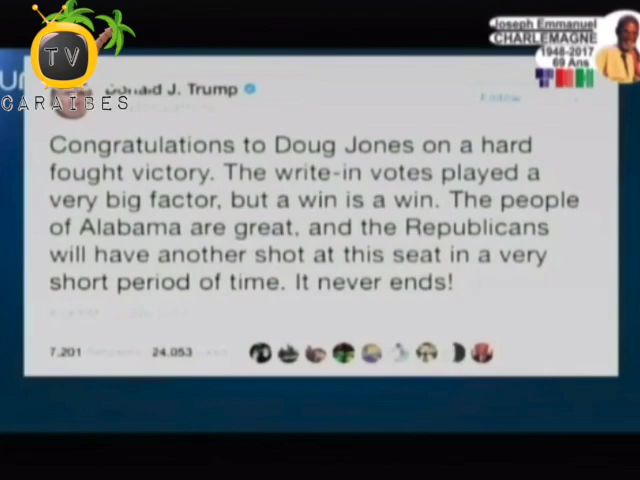 TV
CARAIBES
Joseph Emmanuel
CHARLEMAGNE
1948-2017
69 Ans
TNH
Donald J. Trump
Congratulations to Doug Jones on a hard
fought victory. The write-in votes played a
very big factor, but a win is a win. The people
of Alabama are great, and the Republicans
will have another shot at this seat in a very
short period of time. It never ends!
7,201
24,053